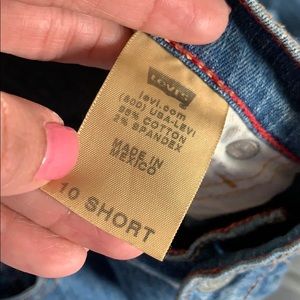 Levi's
levi.com
(800) USA-LEVI
98% COTTON
2% SPANDEX
MADE IN
MEXICO
10 SHORT